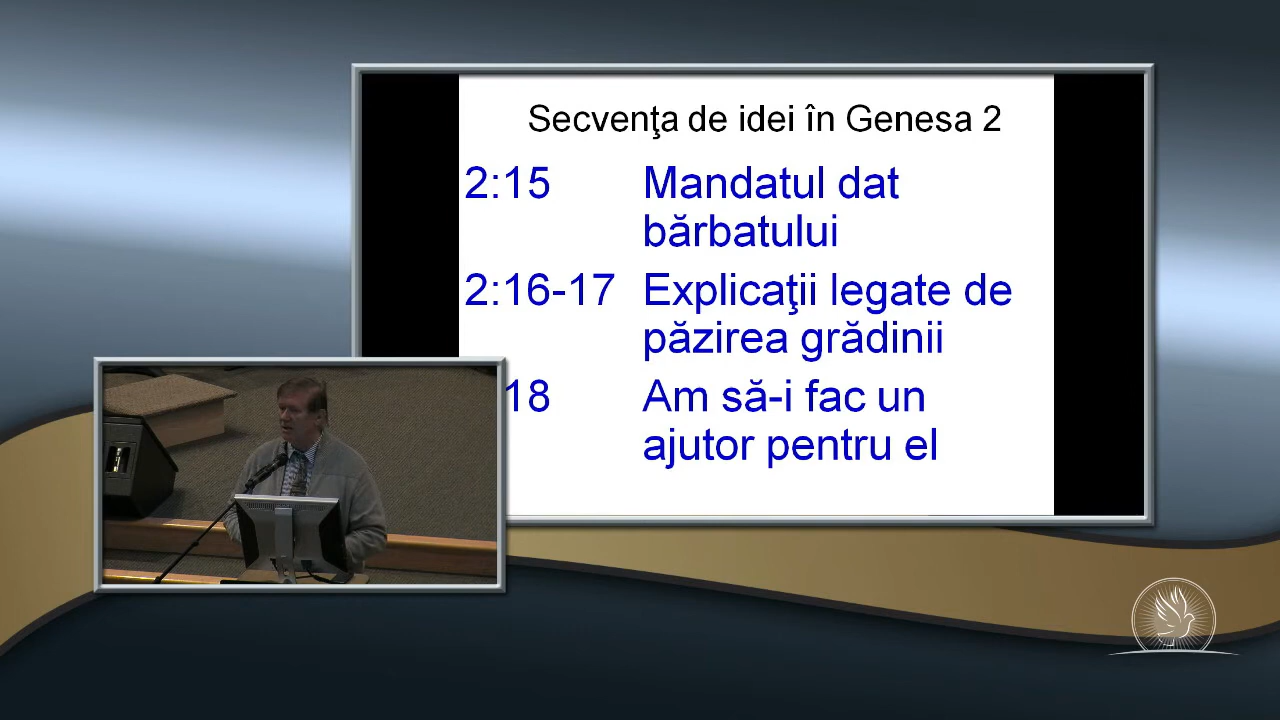 Secvenţa de idei în Genesa 2
2:15 Mandatul dat
bărbatului
2:16-17 Explicaţii legate de
păzirea grădinii
18 Am să-i fac un
ajutor pentru el